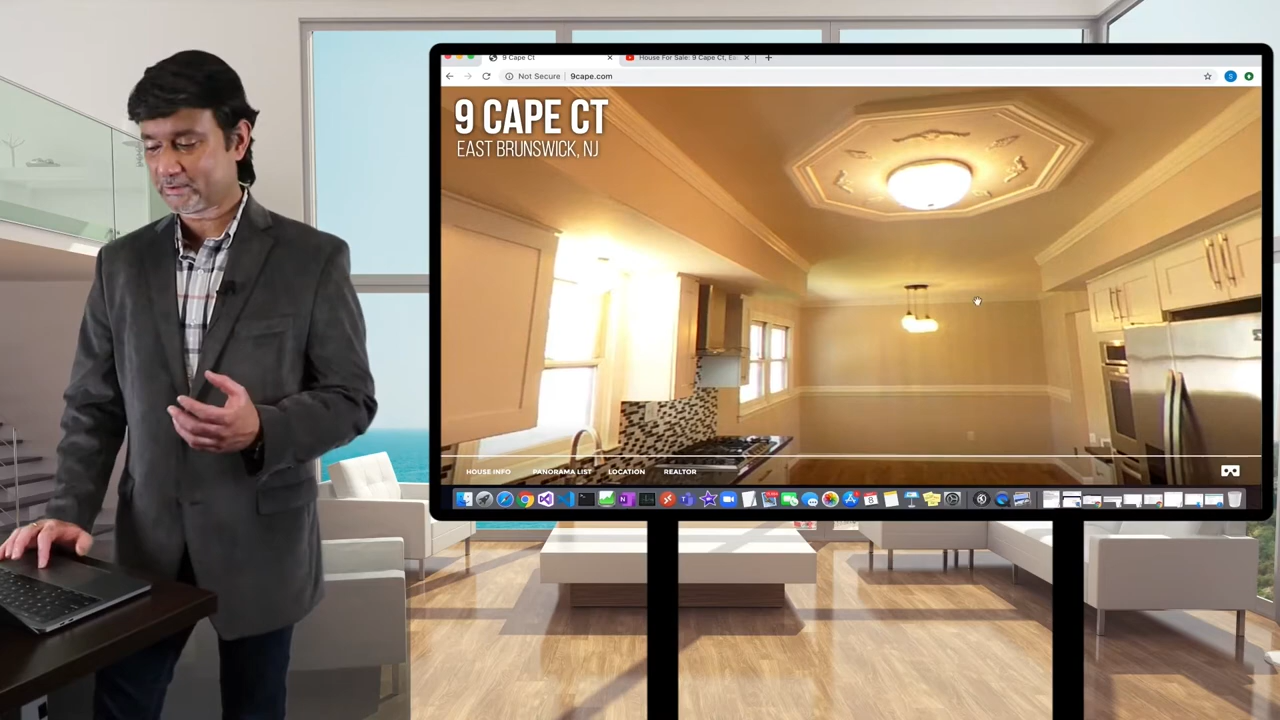 9 Cape Ct
House For Sale: 9 Cape Ct, Ea
Not Secure
9cape.com
S
9 CAPE CT
EAST BRUNSWICK, NJ
HOUSE INFO
PANORAMA LIST
LOCATION
REALTOR
8